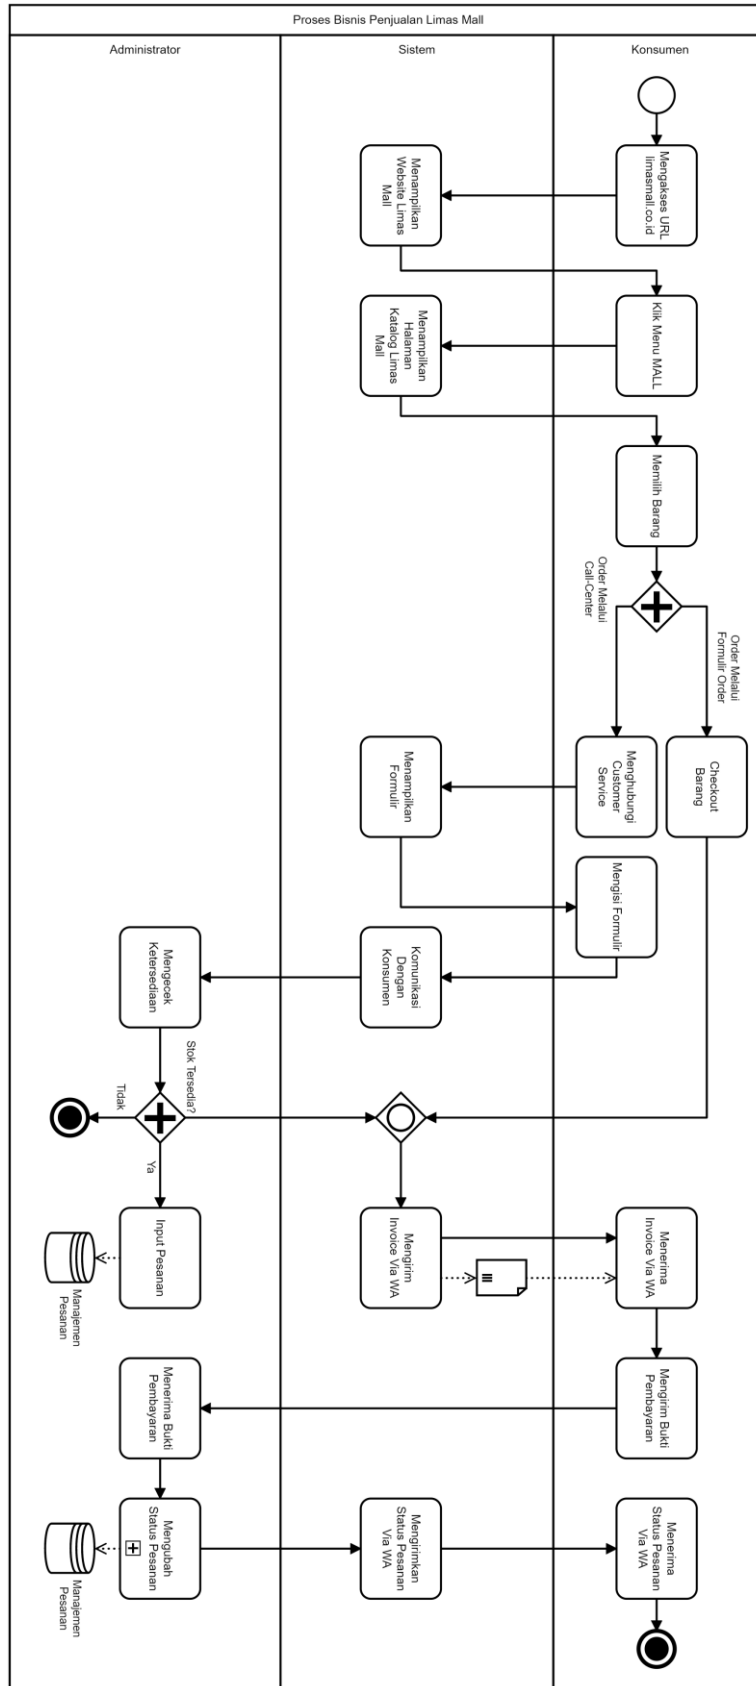 Proses Bisnis Penjualan Limas Mall
Administrator
Sistem
Konsumen
Mengakses URL
limasmall.co.id
Menampilkan
Website Limas
Mall
Klik Menu MALL
Menampilkan
Halaman
Katalog Limas
Mall
Memilih Barang
Order Melalui
Call-Center
Order Melalui
Formulir Order
Checkout
Barang
Menghubungi
Customer
Service
Menampilkan
Formulir
Mengisi Formulir
Komunikasi
Dengan
Konsumen
Mengecek
Ketersediaan
Stok Tersedia?
Tidak
Ya
Input Pesanan
Manajemen
Pesanan
Mengirim
Invoice Via WA
Menerima
Invoice Via WA
Mengirim Bukti
Pembayaran
Menerima Bukti
Pembayaran
Mengubah
Status Pesanan
Manajemen
Pesanan
Mengirimkan
Status Pesanan
Via WA
Menerima
Status Pesanan
Via WA